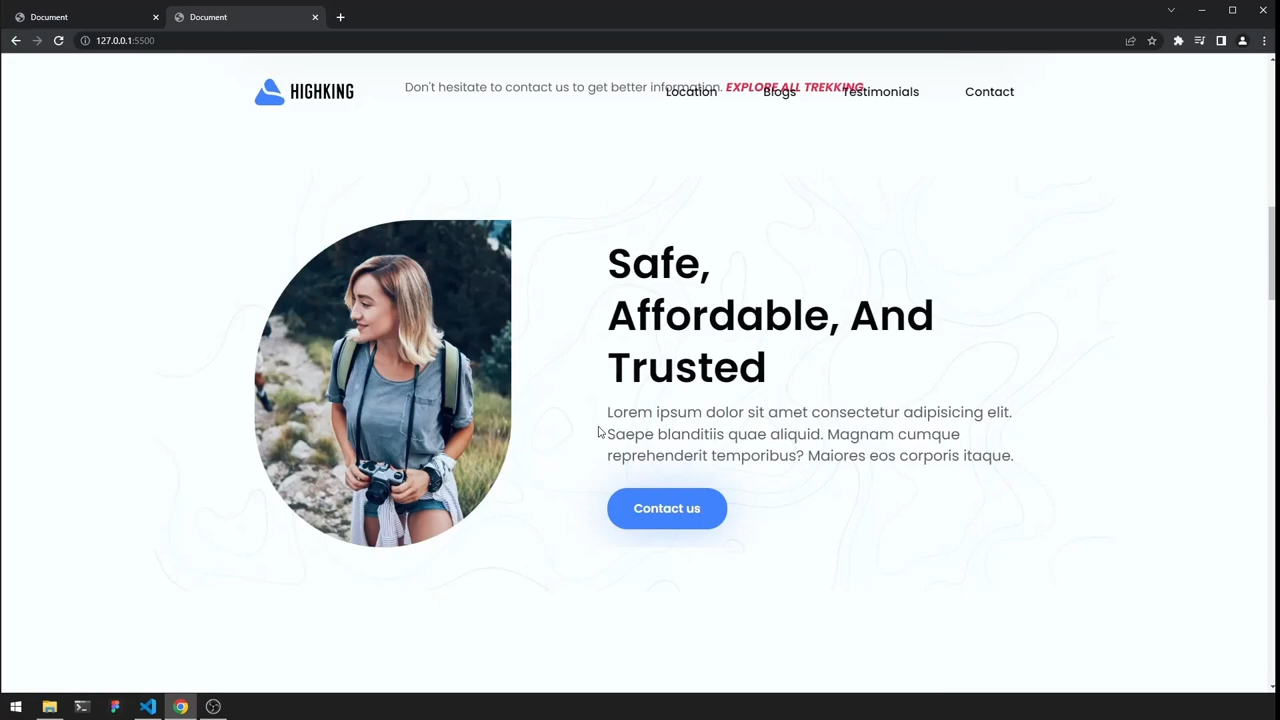 Document
Document
127.0.0.1:5500
HIGHKING
Don't hesitate to contact us to get better information. EXPLORE ALL TREKKING.
Location
Blogs
Testimonials
Contact
Safe,
Affordable, And
Trusted
Lorem ipsum dolor sit amet consectetur adipisicing elit.
Saepe blanditiis quae aliquid. Magnam cumque
reprehenderit temporibus? Maiores eos corporis itaque.
Contact us